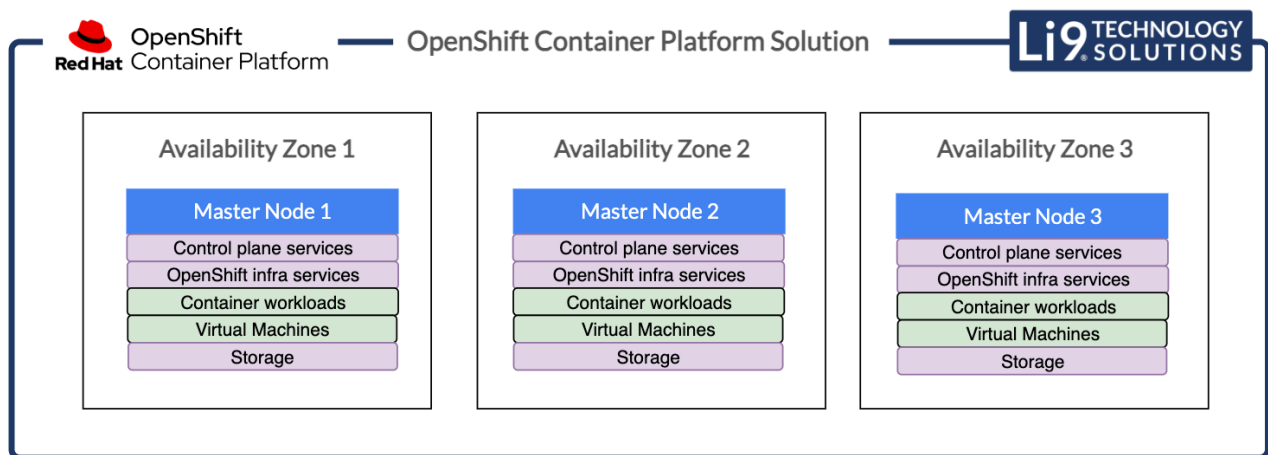 OpenShift
Red Hat Container Platform
OpenShift Container Platform Solution
Li9® TECHNOLOGY
SOLUTIONS
Availability Zone 1
Master Node 1
Control plane services
OpenShift infra services
Container workloads
Virtual Machines
Storage
Availability Zone 2
Master Node 2
Control plane services
OpenShift infra services
Container workloads
Virtual Machines
Storage
Availability Zone 3
Master Node 3
Control plane services
OpenShift infra services
Container workloads
Virtual Machines
Storage